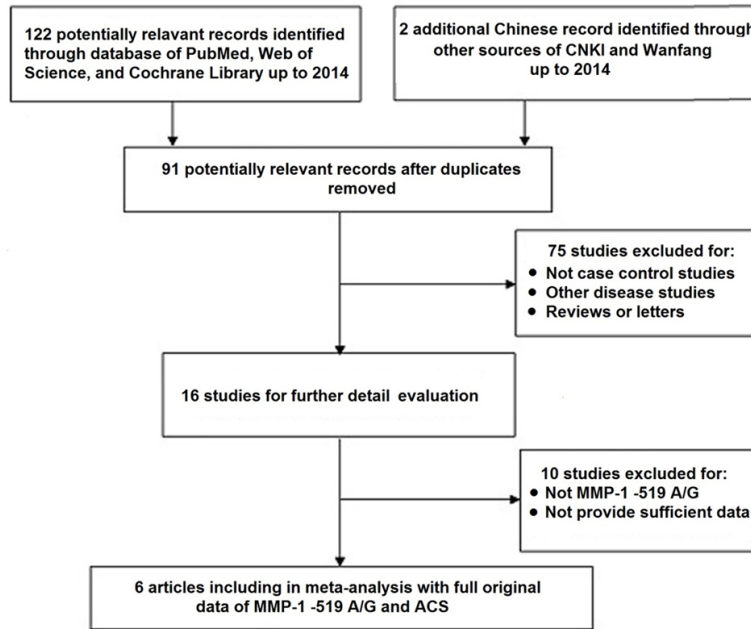 122 potentially relavant records identified
through database of PubMed, Web of
Science, and Cochrane Library up to 2014
2 additional Chinese record identified through
other sources of CNKI and Wanfang
up to 2014
91 potentially relevant records after duplicates
removed
75 studies excluded for:
● Not case control studies
● Other disease studies
● Reviews or letters
16 studies for further detail evaluation
10 studies excluded for:
● Not MMP-1 -519 A/G
● Not provide sufficient data
6 articles including in meta-analysis with full original
data of MMP-1 -519 A/G and ACS